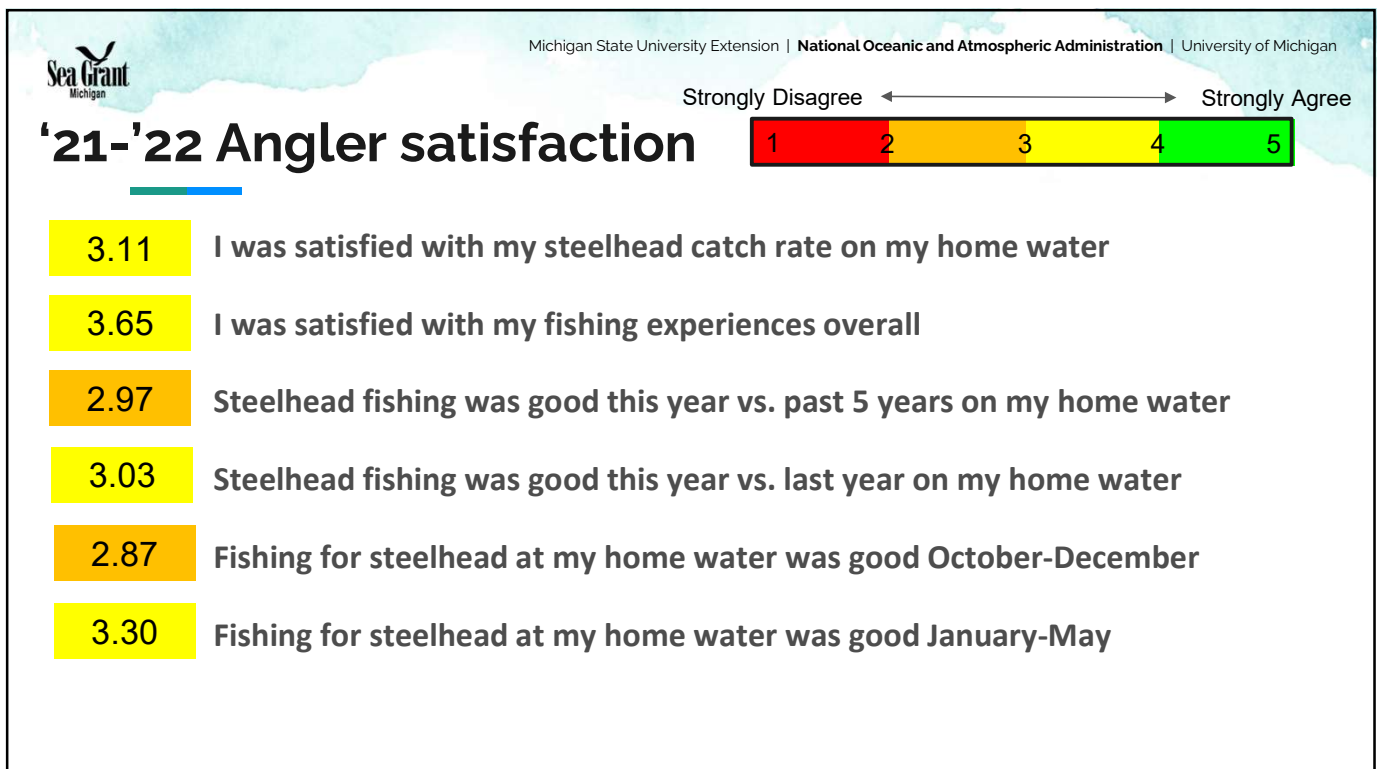 Michigan State University Extension | National Oceanic and Atmospheric Administration | University of Michigan
Sea Grant
Michigan
Strongly Disagree Strongly Agree
‘21-’22 Angler satisfaction
1 2 3 4 5
3.11 I was satisfied with my steelhead catch rate on my home water
3.65 I was satisfied with my fishing experiences overall
2.97 Steelhead fishing was good this year vs. past 5 years on my home water
3.03 Steelhead fishing was good this year vs. last year on my home water
2.87 Fishing for steelhead at my home water was good October-December
3.30 Fishing for steelhead at my home water was good January-May